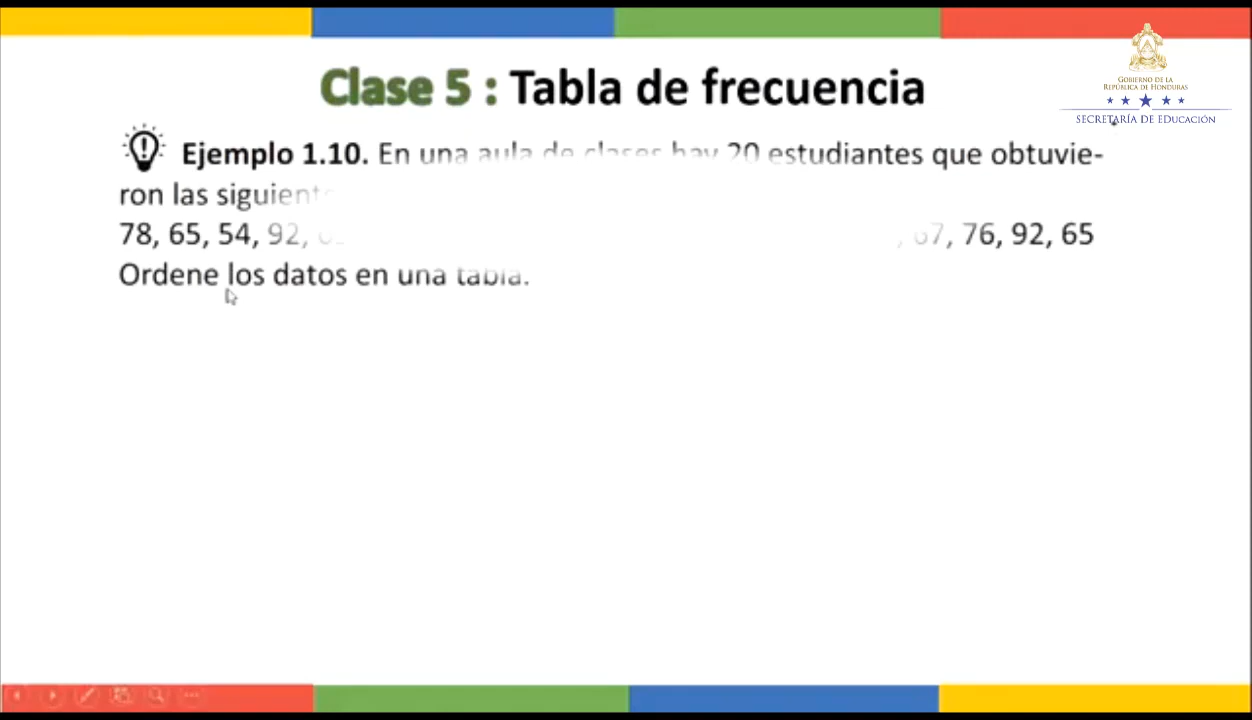 Clase 5 : Tabla de frecuencia
GOBIERNO DE LA
REPÚBLICA DE HONDURAS
SECRETARÍA DE EDUCACIÓN
Ejemplo 1.10. En una aula de clases hay 20 estudiantes que obtuvie-
ron las
78, 65, 54, 92, 67, 76, 92, 65
Ordene los datos en una tabla.